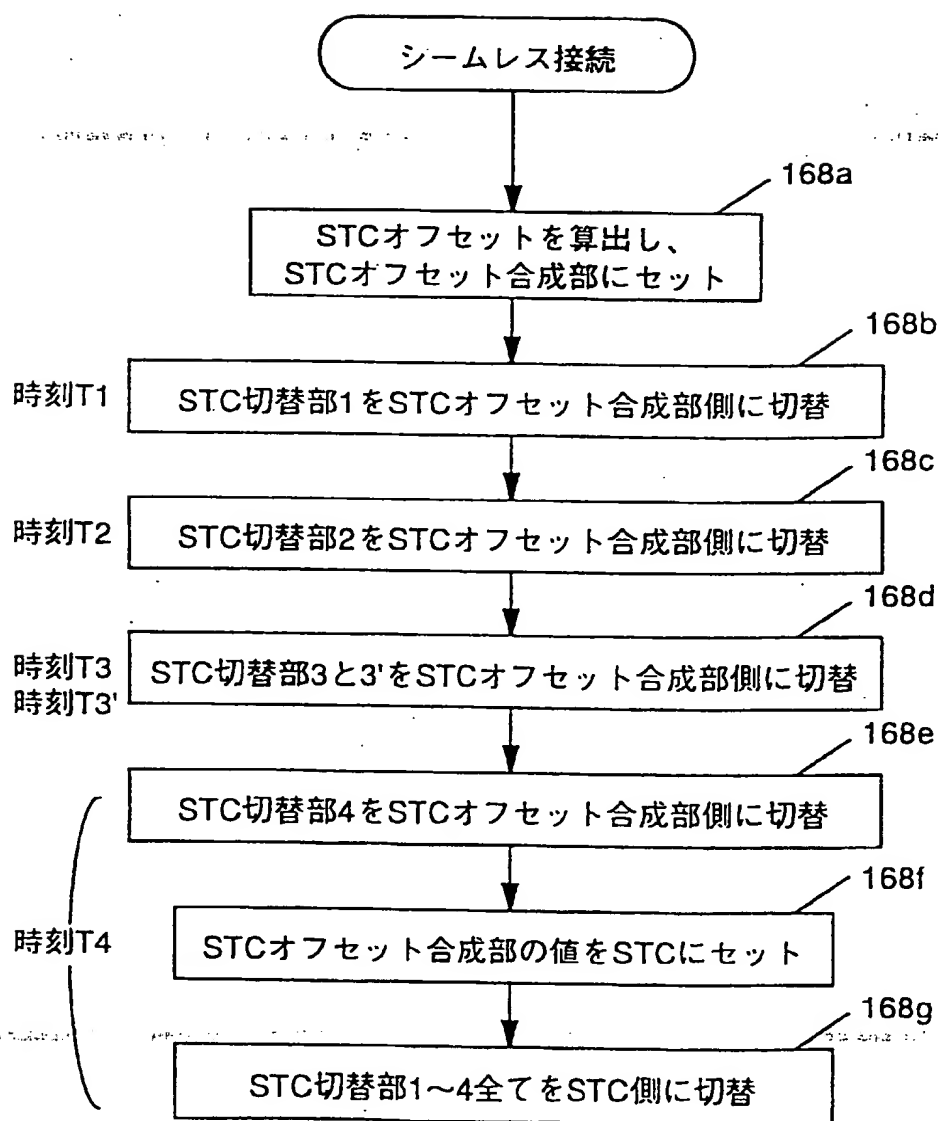 シームレス接続
168a
STCオフセットを算出し、
STCオフセット合成部にセット
168b
時刻T1
STC切替部1をSTCオフセット合成部側に切替
168c
時刻T2
STC切替部2をSTCオフセット合成部側に切替
168d
時刻T3
時刻T3'
STC切替部3と3'をSTCオフセット合成部側に切替
168e
STC切替部4をSTCオフセット合成部側に切替
168f
時刻T4
STCオフセット合成部の値をSTCにセット
168g
STC切替部1～4全てをSTC側に切替